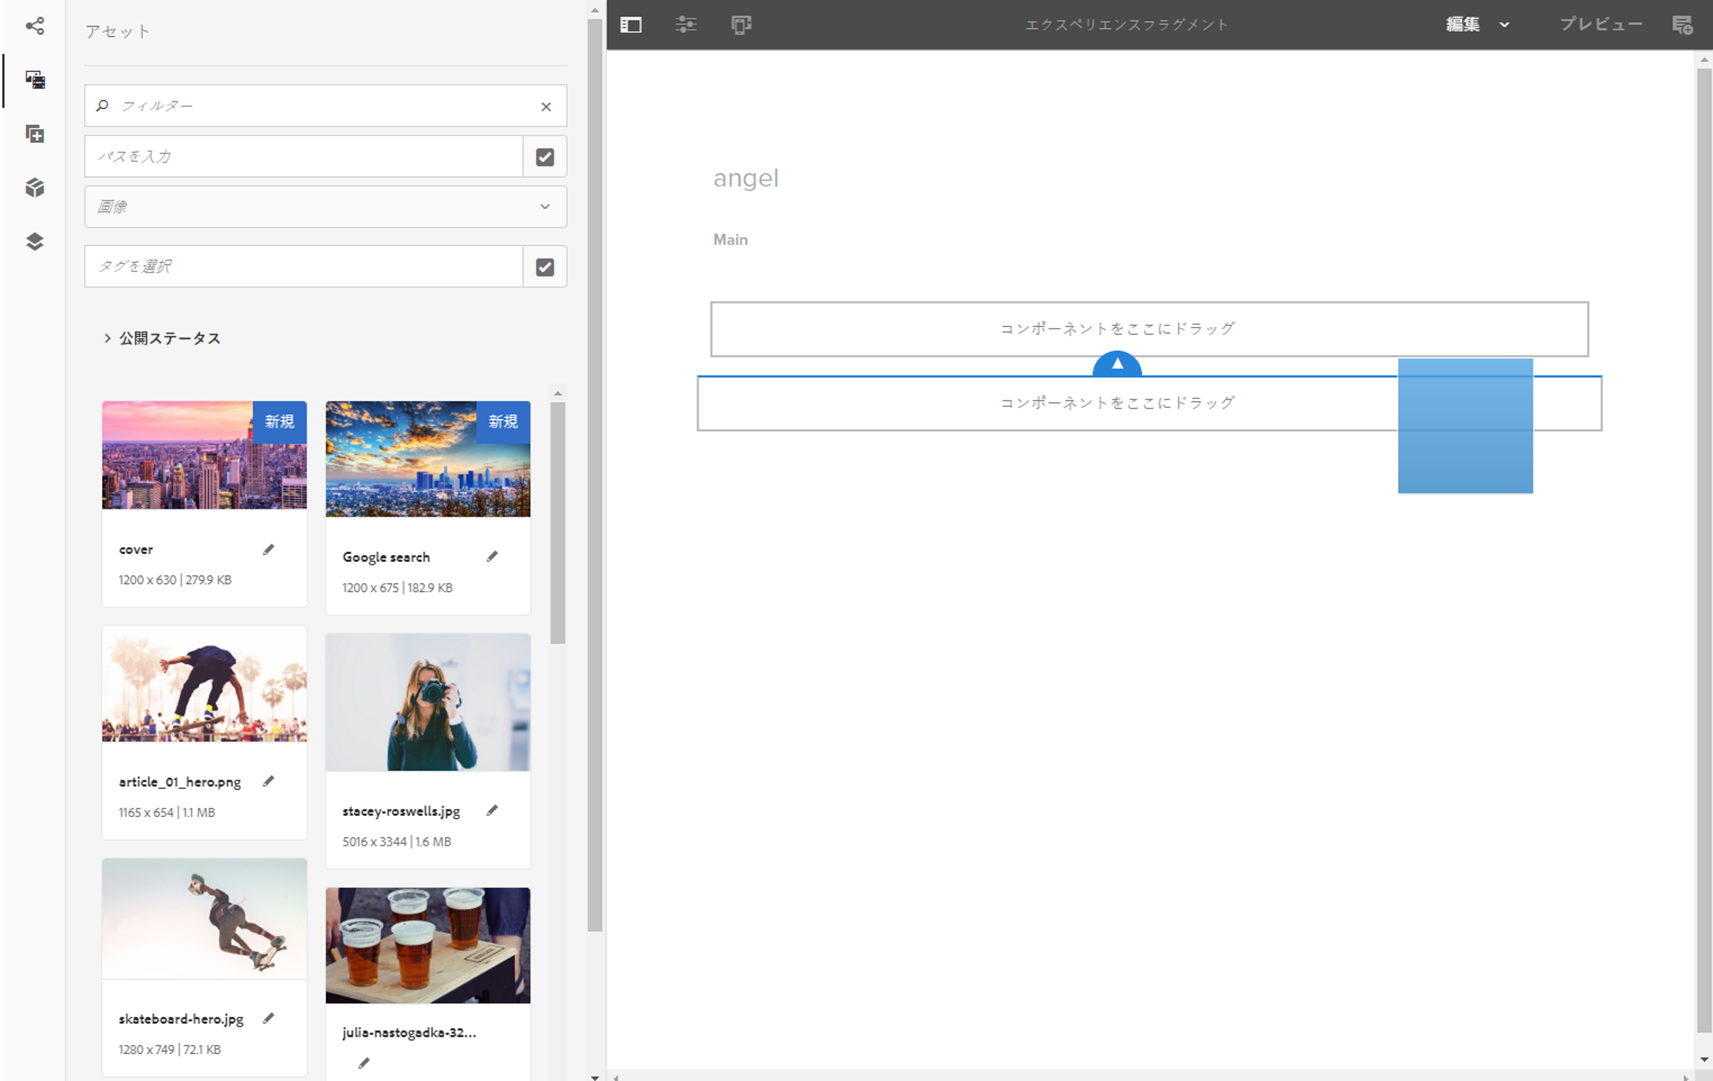 アセット
フィルター
パスを入力
画像
タグを選択
公開ステータス
新規
cover
1200 x 630 | 279.9 KB
新規
Google search
1200 x 675 | 182.9 KB
article_01_hero.png
1165 x 654 | 1.1 MB
stacey-roswells.jpg
5016 x 3344 | 1.6 MB
skateboard-hero.jpg
1280 x 749 | 72.1 KB
julia-nastogadka-32...
エクスペリエンスフラグメント
編集
プレビュー
angel
Main
コンポーネントをここにドラッグ
コンポーネントをここにドラッグ